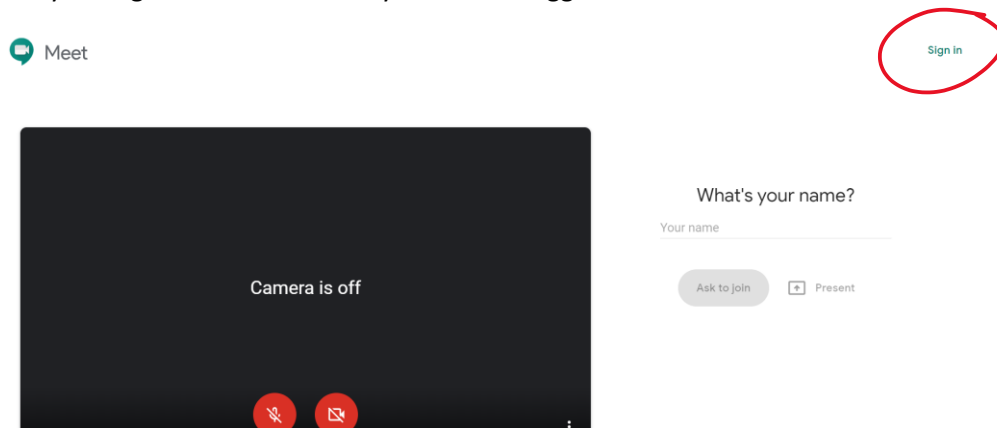 Meet
Sign in
What's your name?
Your name
Camera is off
Ask to join
Present